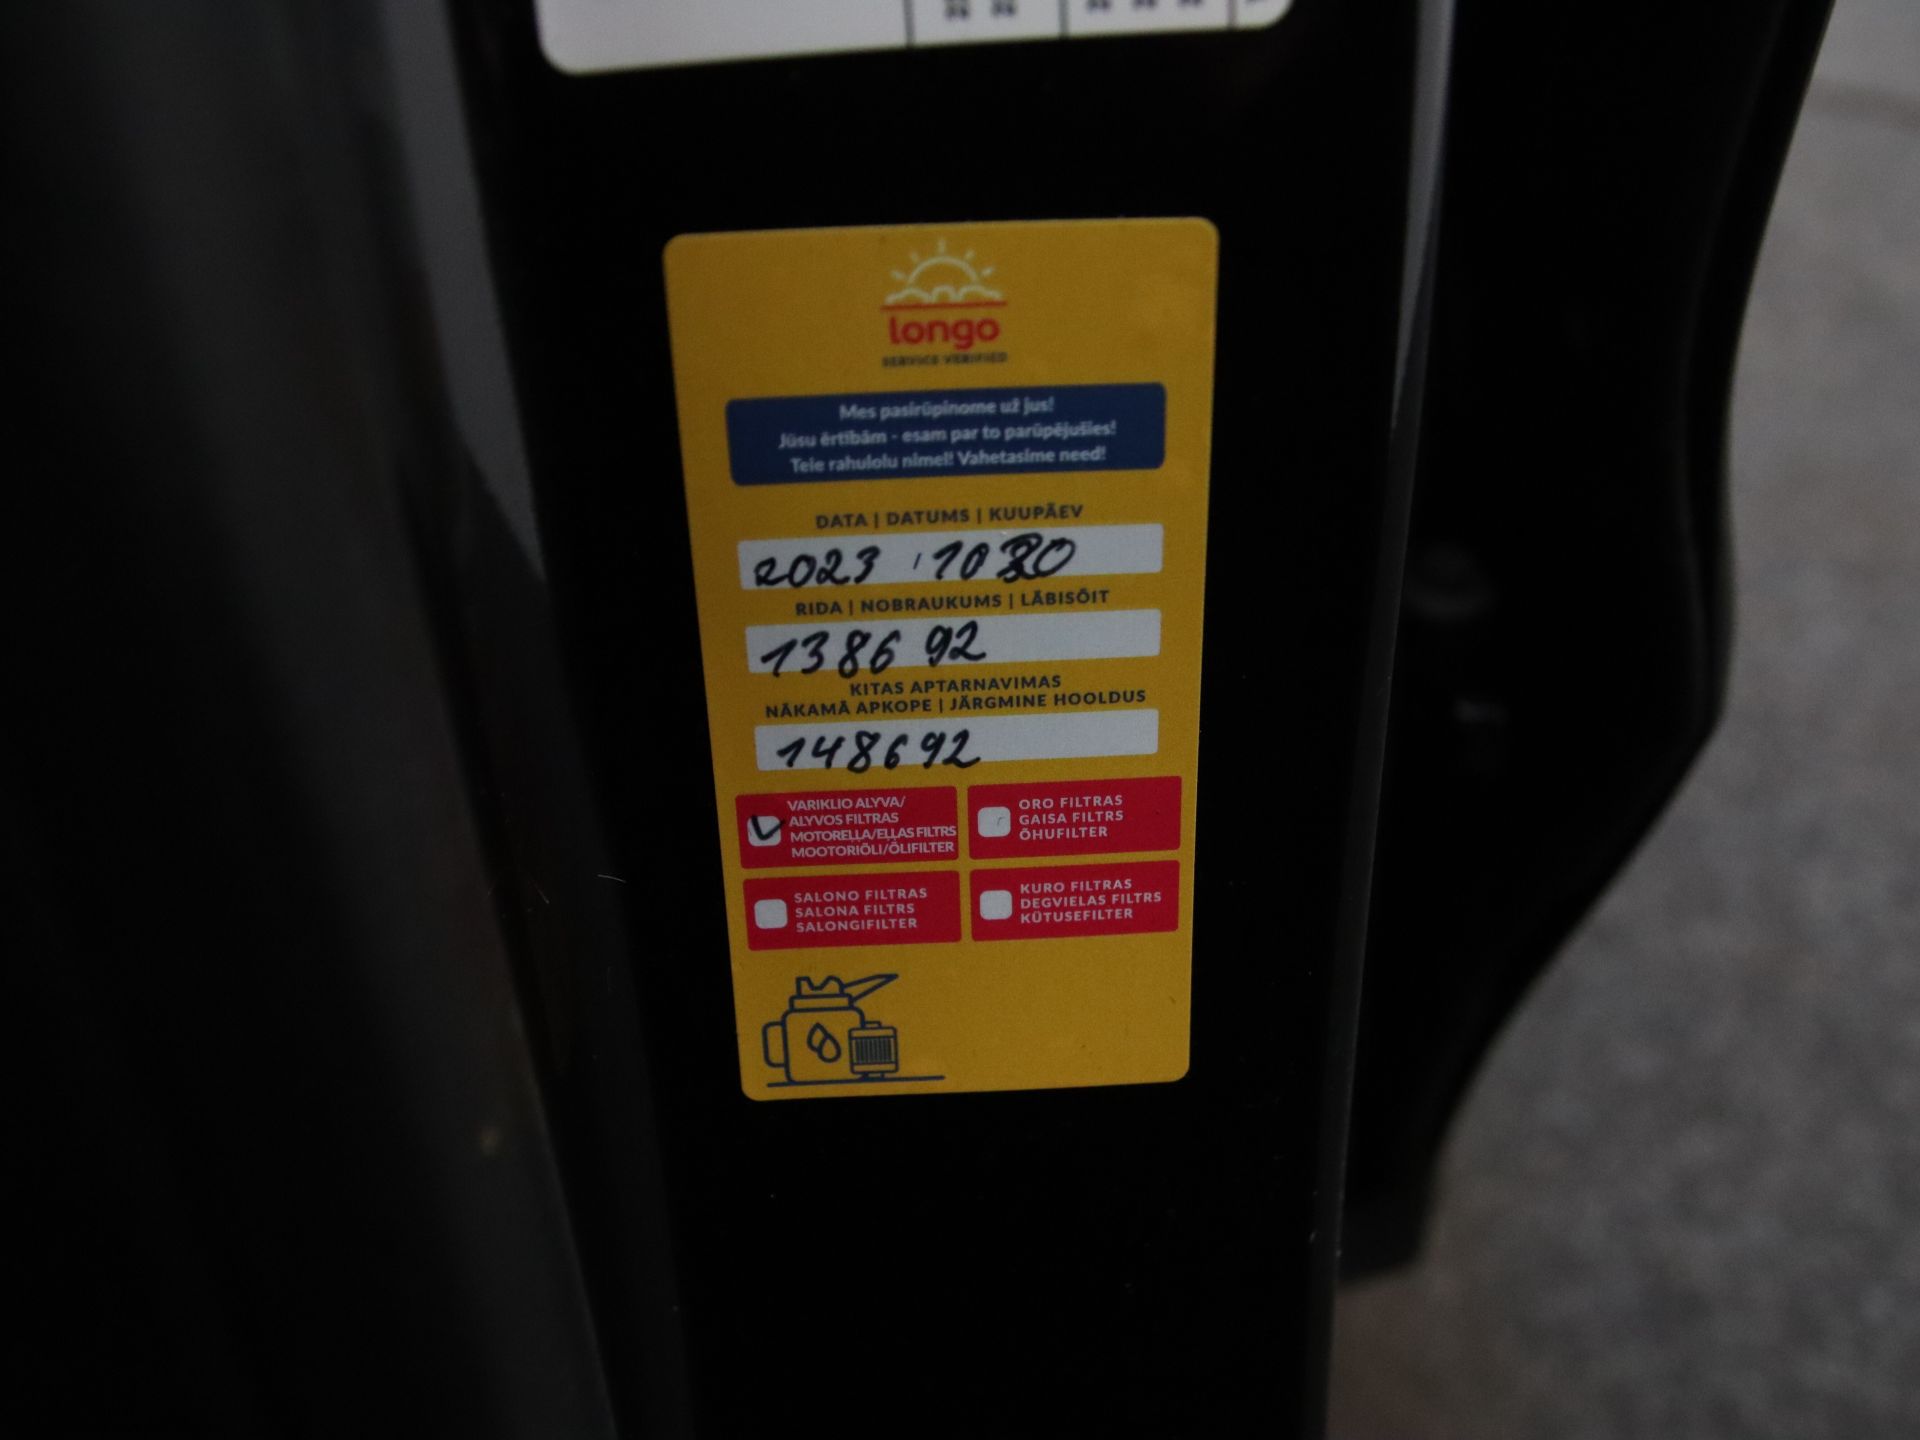 longo
SERVICE VERIFIED
Mes pasirūpinome už jus!
Jūsu ērtībām - esam par to parūpējušies!
Teie rahulolu nimel! Vahetasime need!
DATA | DATUMS | KUUPÄEV
2023 10
RIDA | NOBRAUKUMS | LÄBISÕIT
138692
KITAS APTARNAVIMAS
NĀKAMĀ APKOPE | JÄRGMINE HOOLDUS
148692
VARIKLIO ALYVA/
ALYVOS FILTRAS
MOTOREĻĻA/EĻĻAS FILTRS
MOOTORIÕLI/ÕLIFILTER
ORO FILTRAS
GAISA FILTRS
ÕHUFILTER
SALONO FILTRAS
SALONA FILTRS
SALONGIFILTER
KURO FILTRAS
DEGVIELAS FILTRS
KÜTUSEFILTER